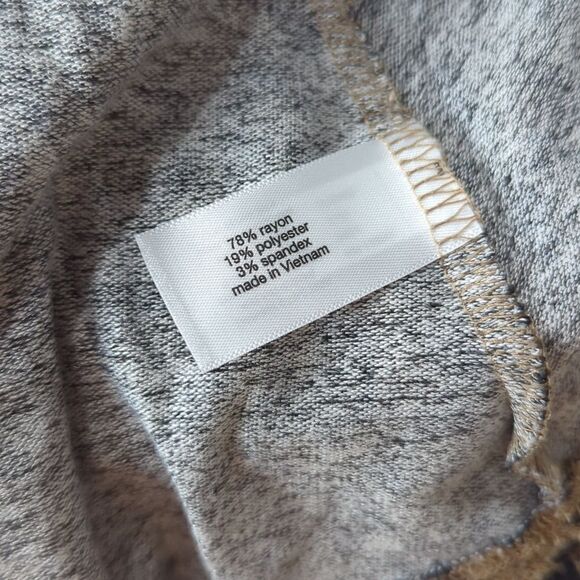 78% rayon
19% polyester
3% spandex
made in Vietnam